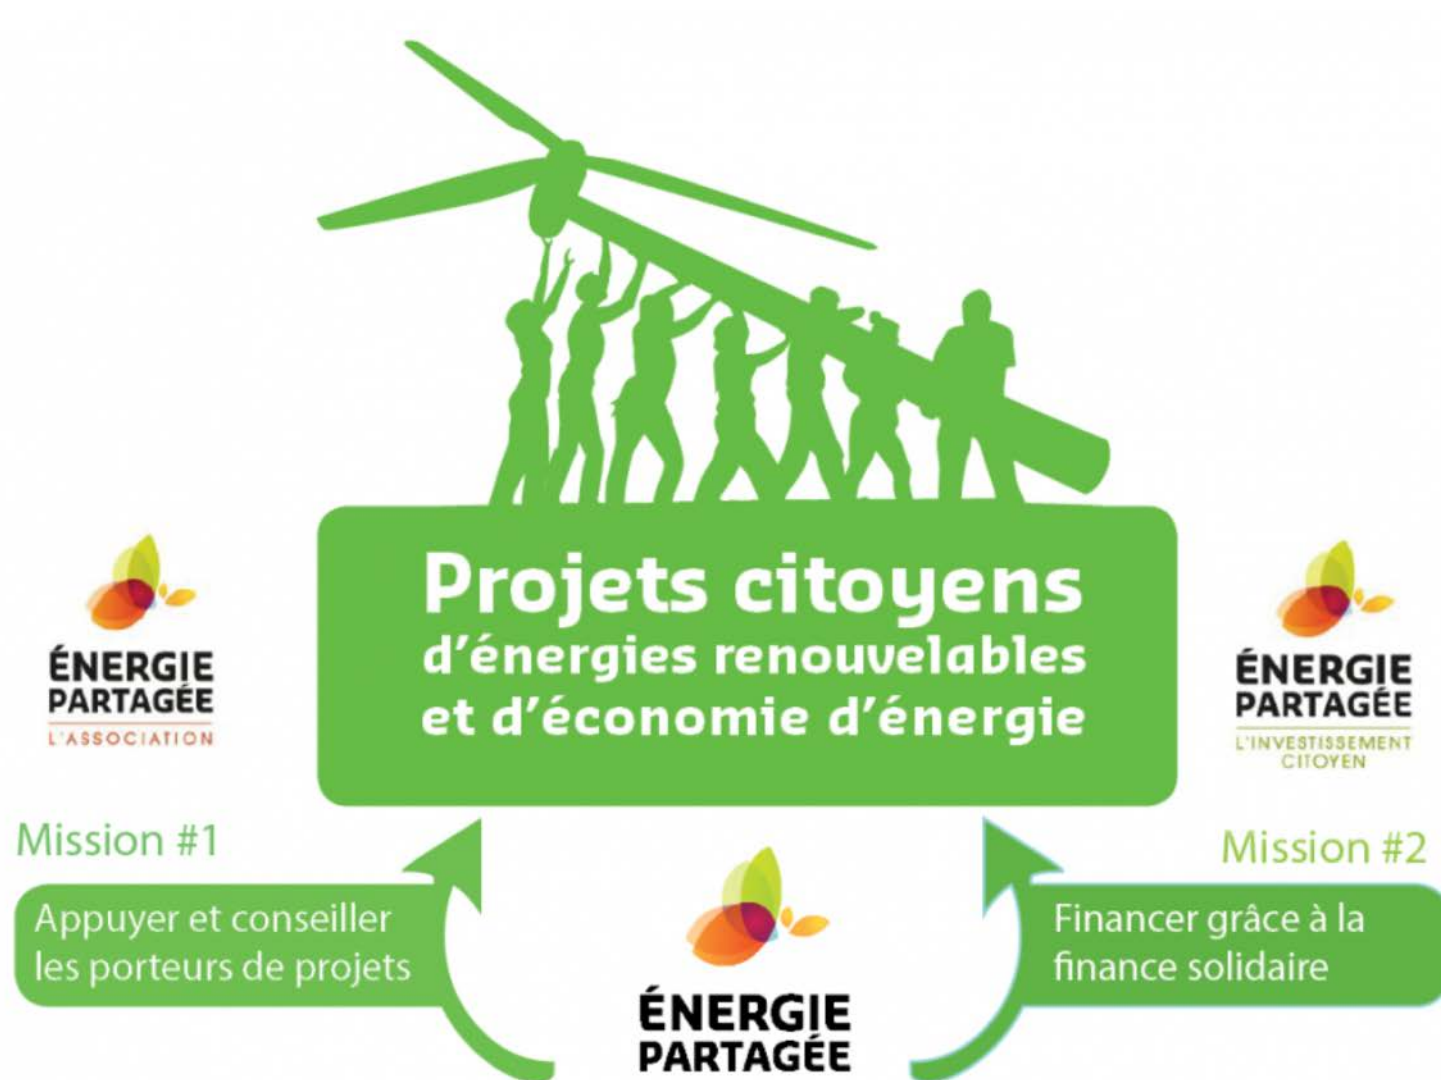 Projets citoyens
d'énergies renouvelables
et d'économie d'énergie
ÉNERGIE
PARTAGÉE
L'ASSOCIATION
ÉNERGIE
PARTAGÉE
L'INVESTISSEMENT
CITOYEN
Mission #1
Appuyer et conseiller
les porteurs de projets
Mission #2
Financer grâce à la
finance solidaire
ÉNERGIE
PARTAGÉE